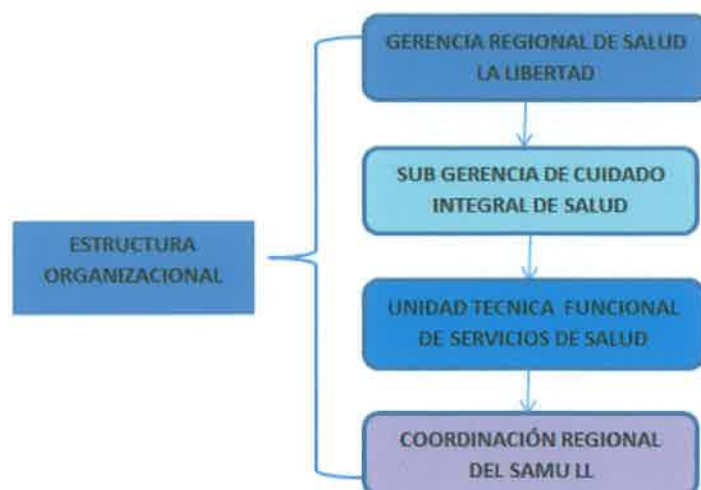 GERENCIA REGIONAL DE SALUD
LA LIBERTAD
SUB GERENCIA DE CUIDADO
INTEGRAL DE SALUD
ESTRUCTURA
ORGANIZACIONAL
UNIDAD TECNICA FUNCIONAL
DE SERVICIOS DE SALUD
COORDINACIÓN REGIONAL
DEL SAMU LL